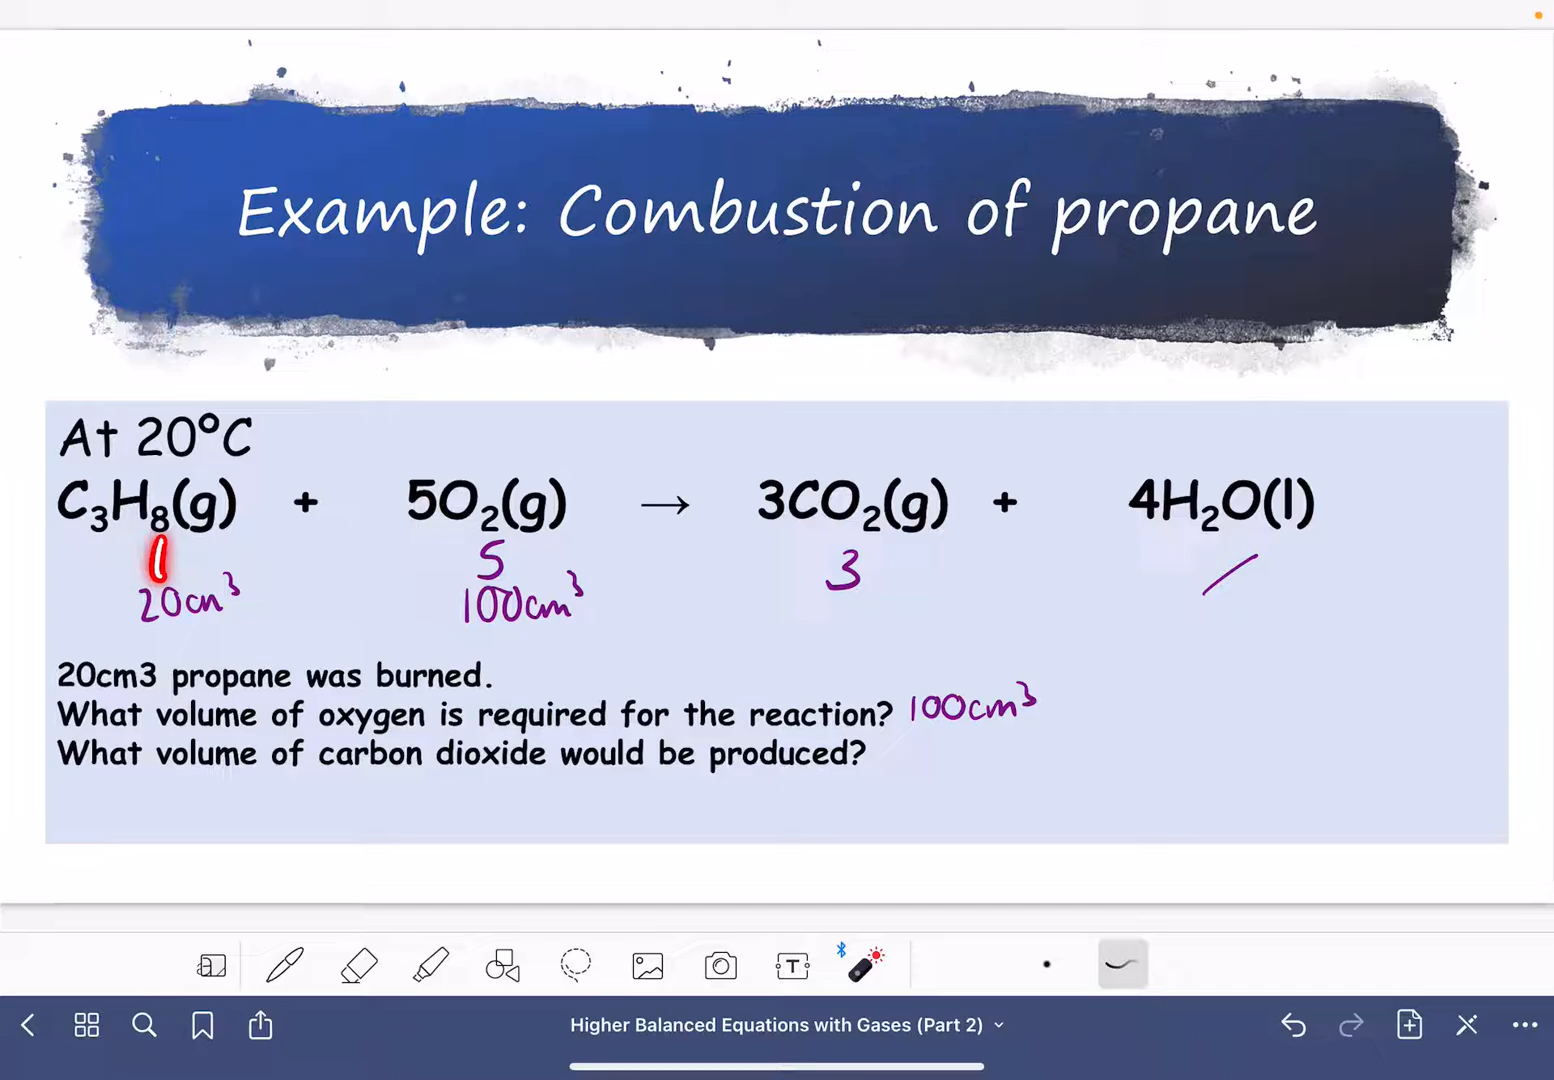 Example: Combustion of propane
At 20°C
C₃H₈(g) + 5O₂(g) → 3CO₂(g) + 4H₂O(l)
1 5 3
20cm³ 100cm³
20cm3 propane was burned.
What volume of oxygen is required for the reaction? 100cm³
What volume of carbon dioxide would be produced?
Higher Balanced Equations with Gases (Part 2)